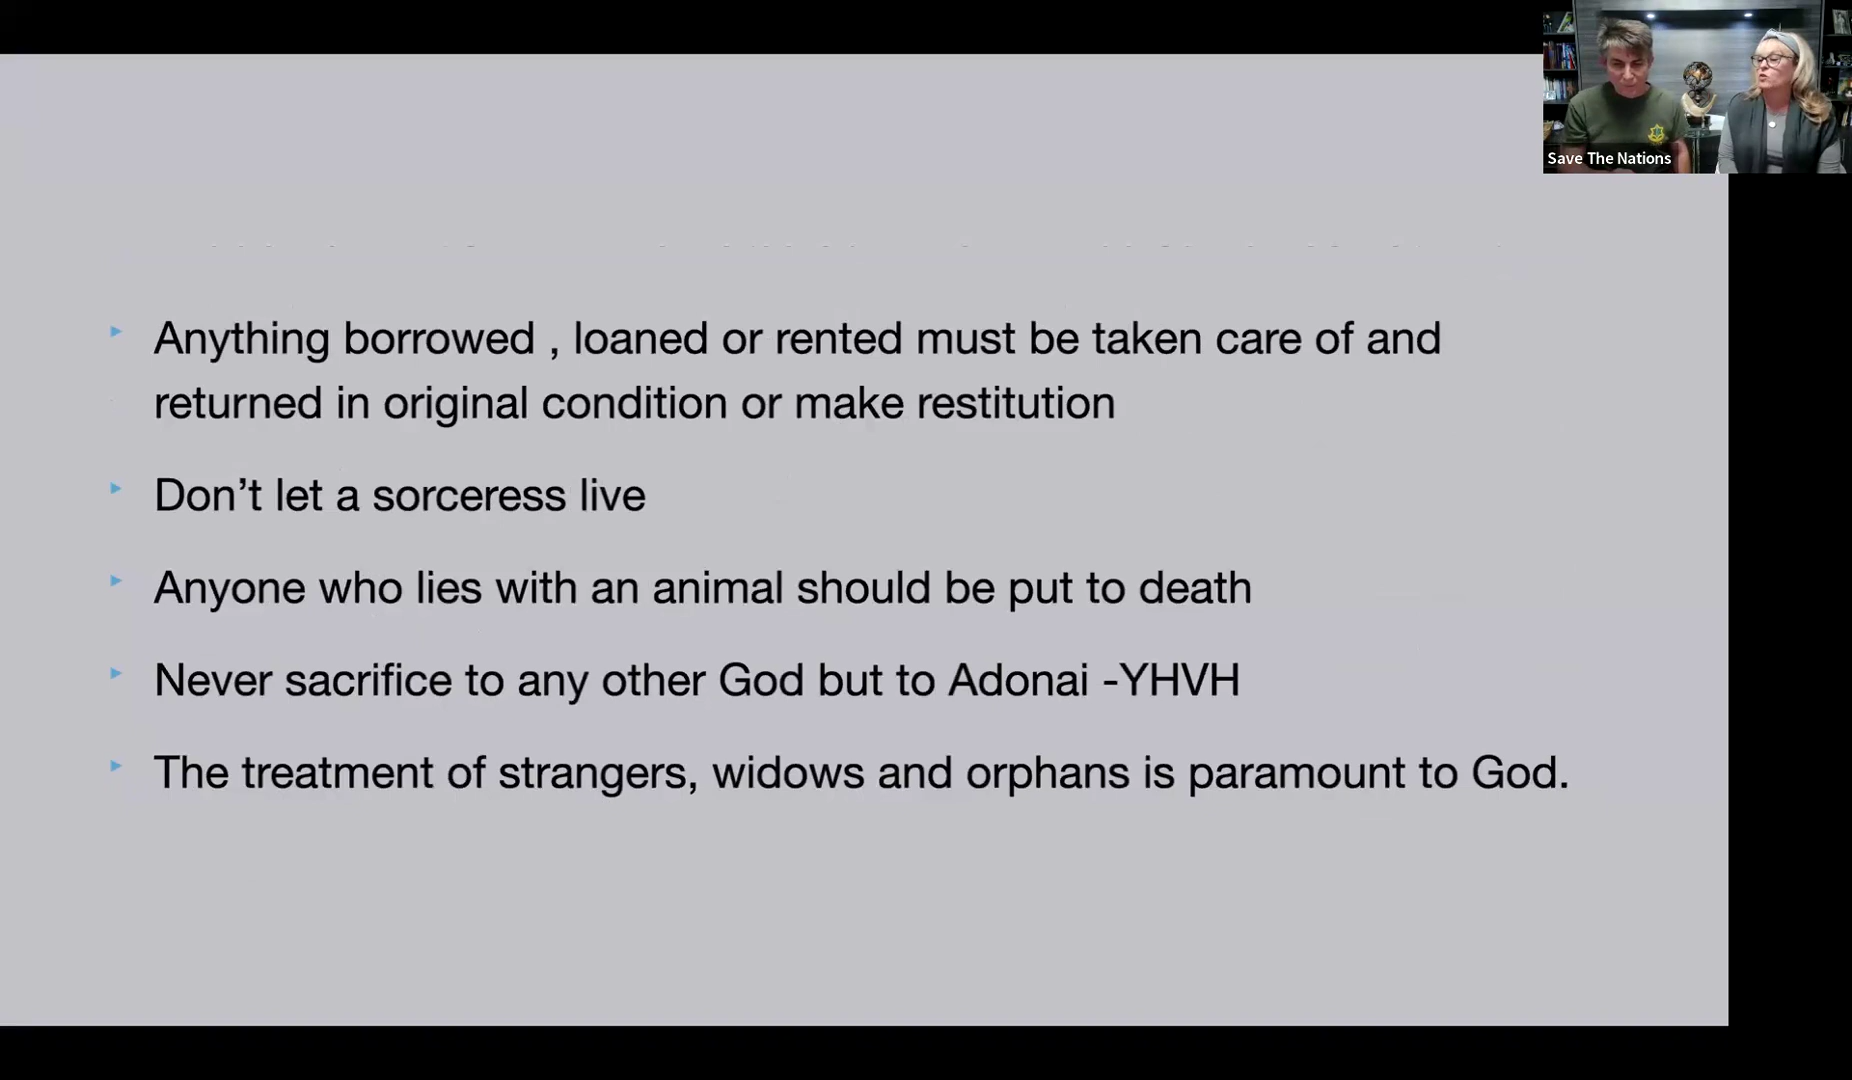 Save The Nations
Anything borrowed , loaned or rented must be taken care of and
returned in original condition or make restitution
Don’t let a sorceress live
Anyone who lies with an animal should be put to death
Never sacrifice to any other God but to Adonai -YHVH
The treatment of strangers, widows and orphans is paramount to God.